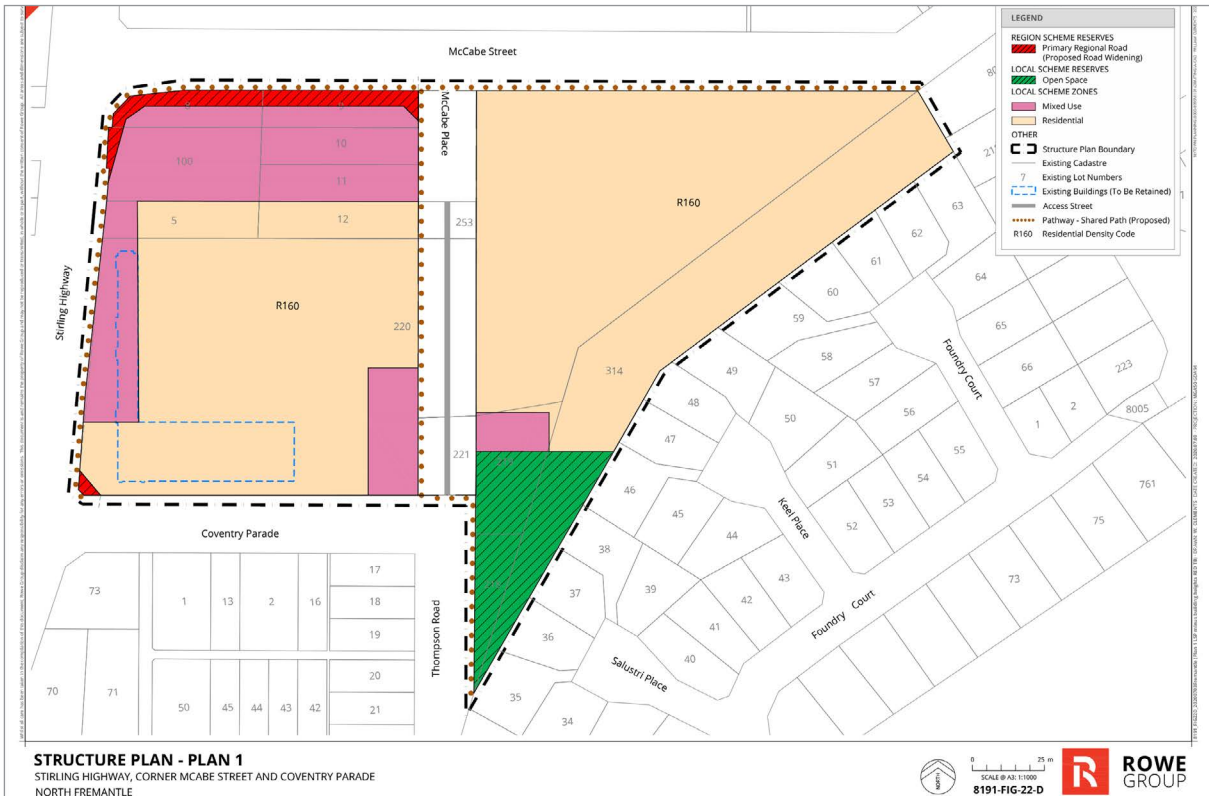 McCabe Street
LEGEND
REGION SCHEME RESERVES
Primary Regional Road
(Proposed Road Widening)
LOCAL SCHEME RESERVES
Open Space
LOCAL SCHEME ZONES
Mixed Use
Residential
OTHER
Structure Plan Boundary
Existing Cadastre
7 Existing Lot Numbers
Existing Buildings (To Be Retained)
Access Street
Pathway - Shared Path (Proposed)
R160 Residential Density Code
McCabe Place
10
100
11
5
12
253
R160
63
62
61
60
64
59
65
58
66
57
223
Stirling Highway
R160
220
314
49
48
50
56
Foundry Court
1
2
8005
47
55
51
54
221
46
53
761
45
Keel Place
52
75
44
Coventry Parade
38
43
73
17
39
42
37
73
1
13
2
16
18
41
Foundry Court
36
19
40
Thompson Road
Salustri Place
20
70
71
35
50
45
44
43
42
21
34
STRUCTURE PLAN - PLAN 1
STIRLING HIGHWAY, CORNER MCABE STREET AND COVENTRY PARADE
NORTH FREMANTLE
NORTH
0 25 m
SCALE @ A3: 1:1000
8191-FIG-22-D
R
ROWE
GROUP